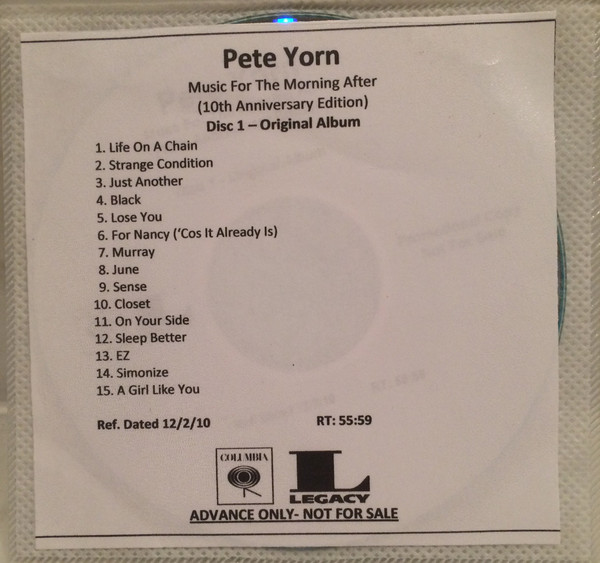 Pete Yorn
Music For The Morning After
(10th Anniversary Edition)
Disc 1 – Original Album
1. Life On A Chain
2. Strange Condition
3. Just Another
4. Black
5. Lose You
6. For Nancy ('Cos It Already Is)
7. Murray
8. June
9. Sense
10. Closet
11. On Your Side
12. Sleep Better
13. EZ
14. Simonize
15. A Girl Like You
Ref. Dated 12/2/10 RT: 55:59
COLUMBIA
L
LEGACY
ADVANCE ONLY- NOT FOR SALE